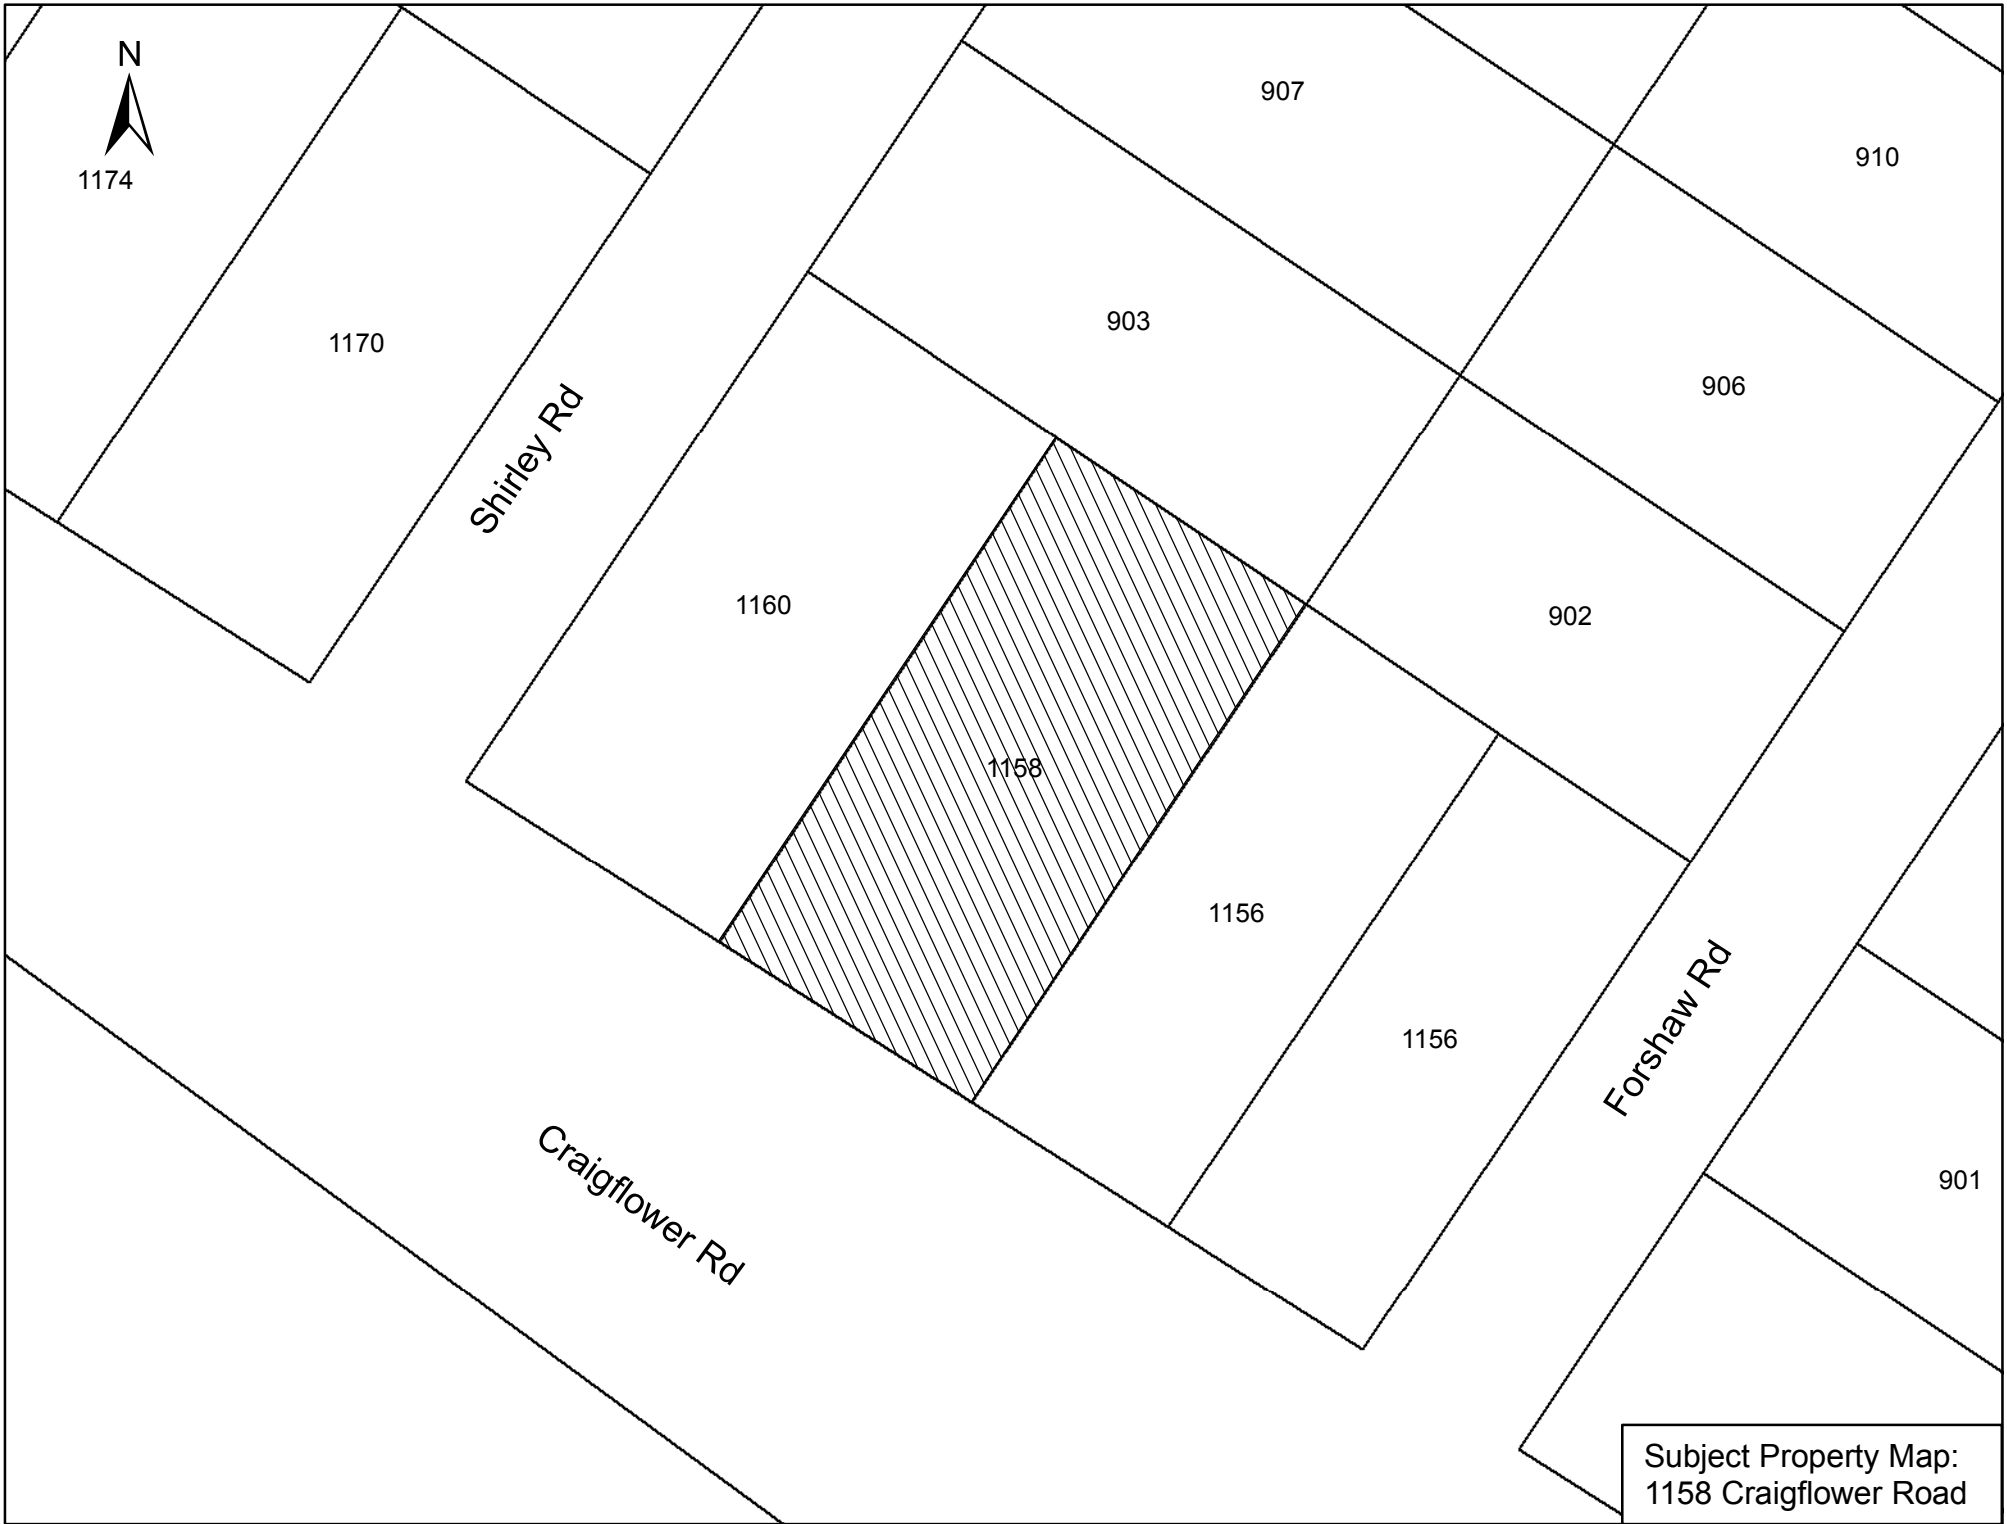 N
907
910
1174
903
1170
906
Shirley Rd
1160
902
1158
1156
1156
Forshaw Rd
Craigflower Rd
901
Subject Property Map:
1158 Craigflower Road